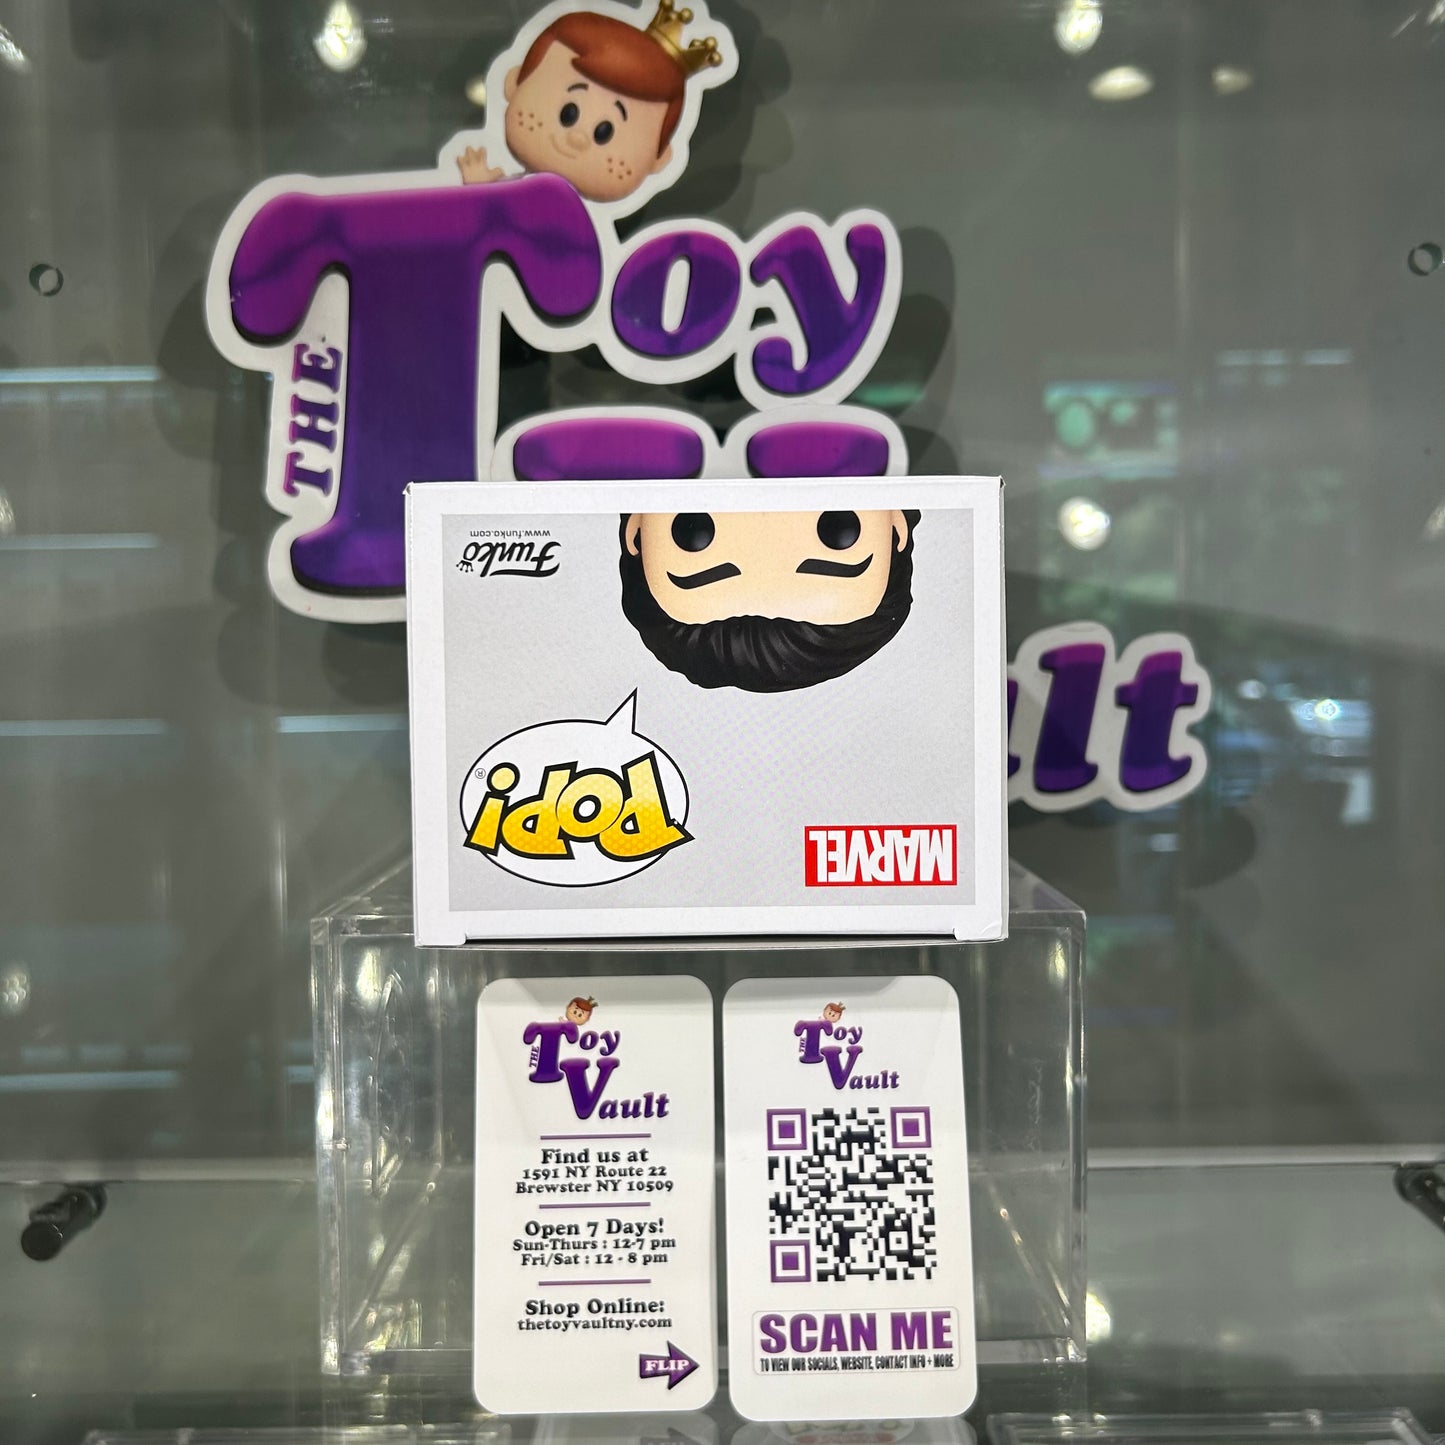 THE
Toy
ult
www.funko.com
Funko
POP!
®
MARVEL
THE
Toy
Vault
Find us at
1591 NY Route 22
Brewster NY 10509
Open 7 Days!
Sun-Thurs : 12-7 pm
Fri/Sat : 12 - 8 pm
Shop Online:
thetoyvaultny.com
FLIP
THE
Toy
Vault
SCAN ME
TO VIEW OUR SOCIALS, WEBSITE, CONTACT INFO + MORE